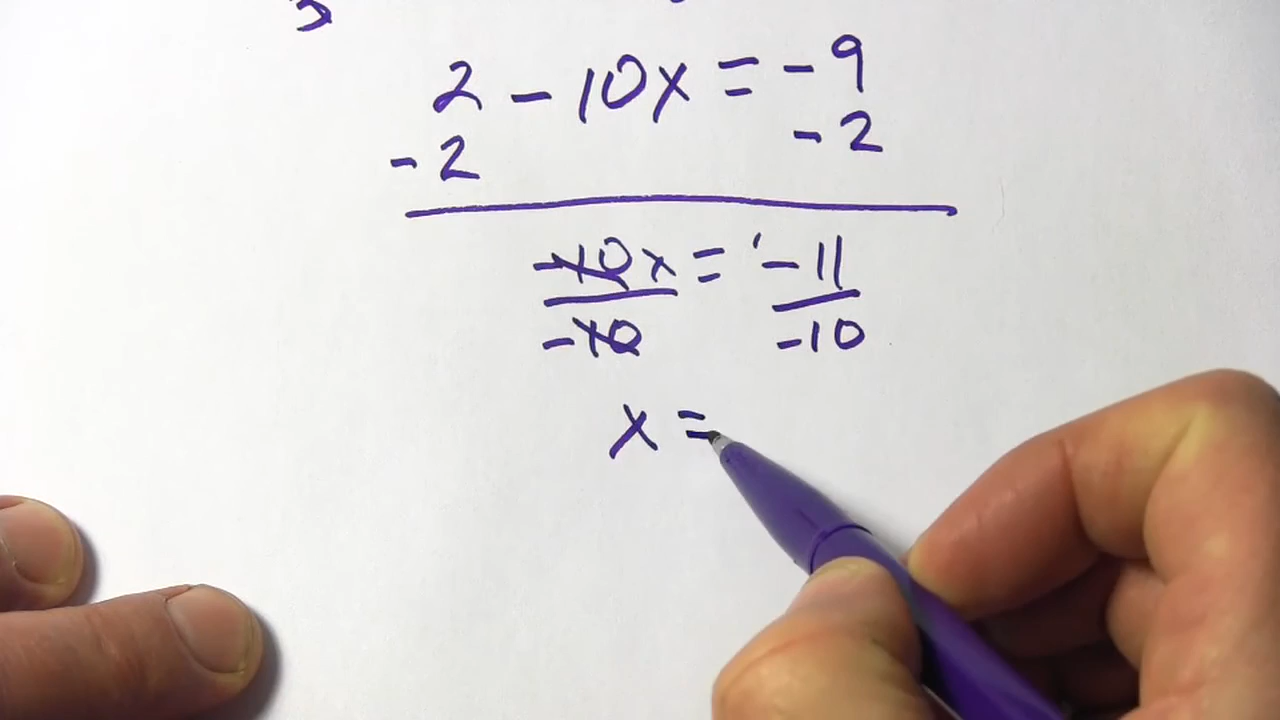 2 - 10x = -9
-2 -2
-10x = -11
-10 -10
x =